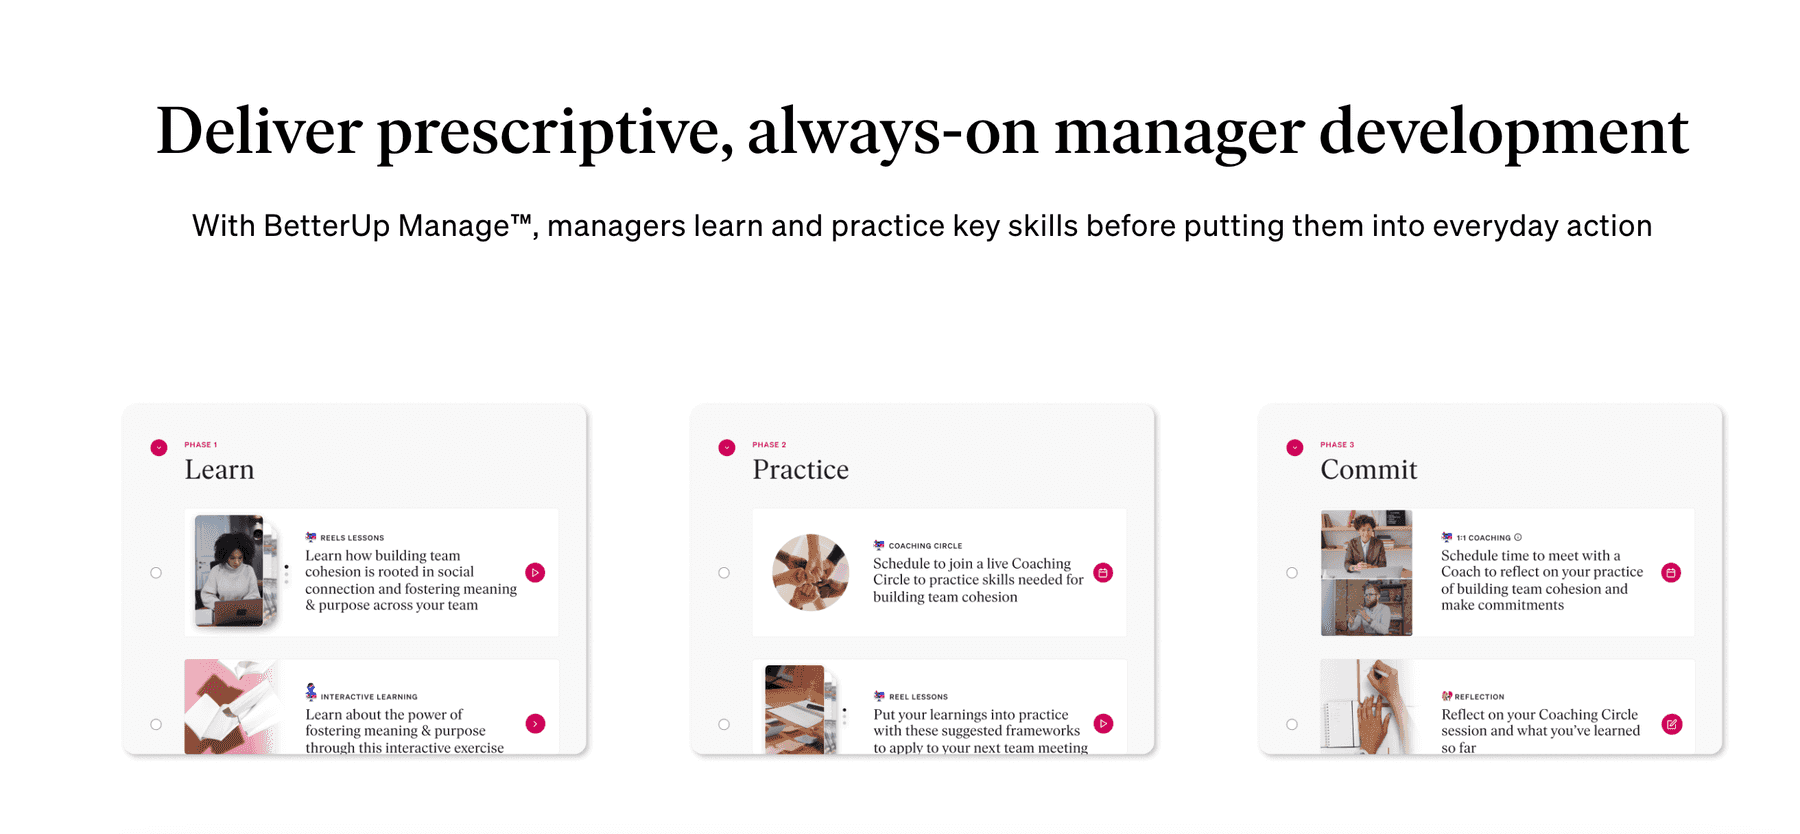 Deliver prescriptive, always-on manager development
With BetterUp Manage™, managers learn and practice key skills before putting them into everyday action
PHASE 1
Learn
REELS LESSONS
Learn how building team
cohesion is rooted in social
connection and fostering meaning
& purpose across your team
INTERACTIVE LEARNING
Learn about the power of
fostering meaning & purpose
through this interactive exercise
PHASE 2
Practice
COACHING CIRCLE
Schedule to join a live Coaching
Circle to practice skills needed for
building team cohesion
REEL LESSONS
Put your learnings into practice
with these suggested frameworks
to apply to your next team meeting
PHASE 3
Commit
1:1 COACHING
Schedule time to meet with a
Coach to reflect on your practice
of building team cohesion and
make commitments
REFLECTION
Reflect on your Coaching Circle
session and what you've learned
so far